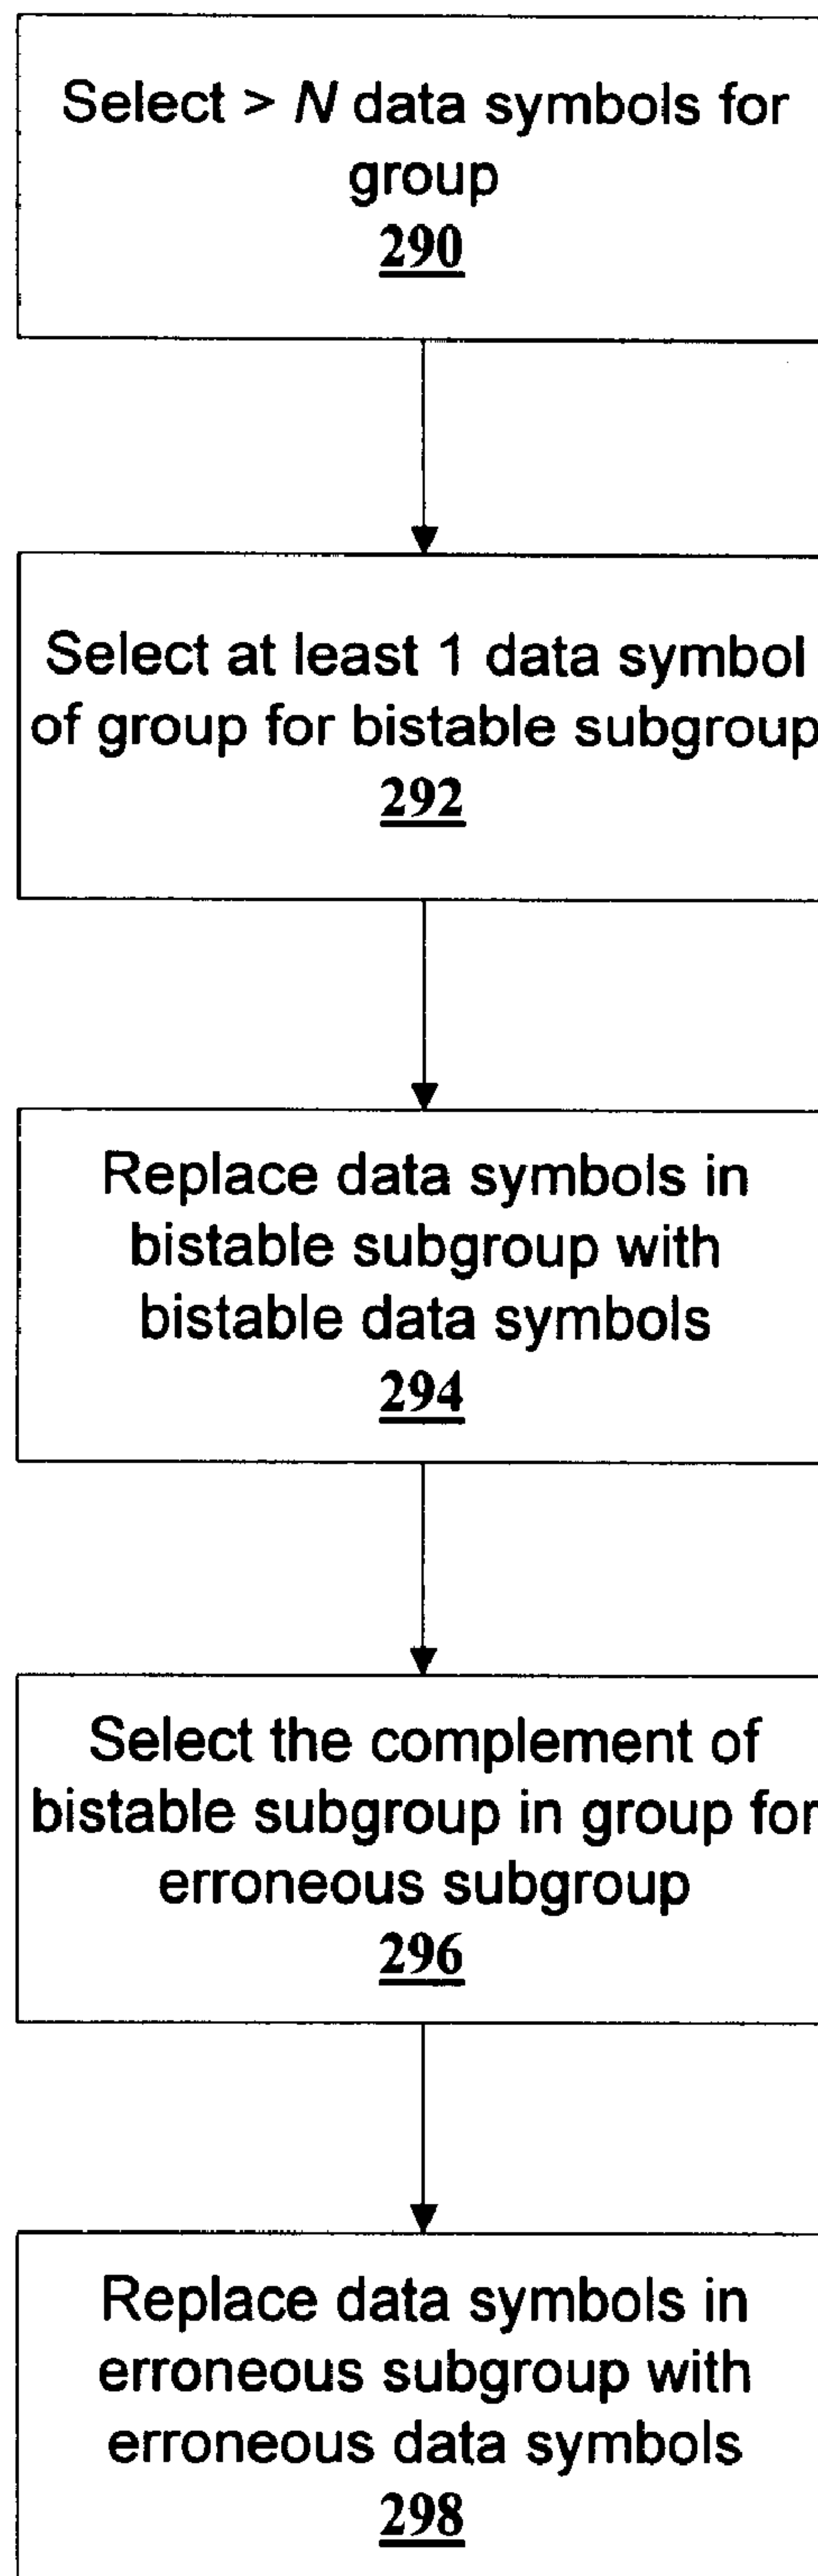 Select > N data symbols for
group
290
Select at least 1 data symbol
of group for bistable subgroup
292
Replace data symbols in
bistable subgroup with
bistable data symbols
294
Select the complement of
bistable subgroup in group for
erroneous subgroup
296
Replace data symbols in
erroneous subgroup with
erroneous data symbols
298